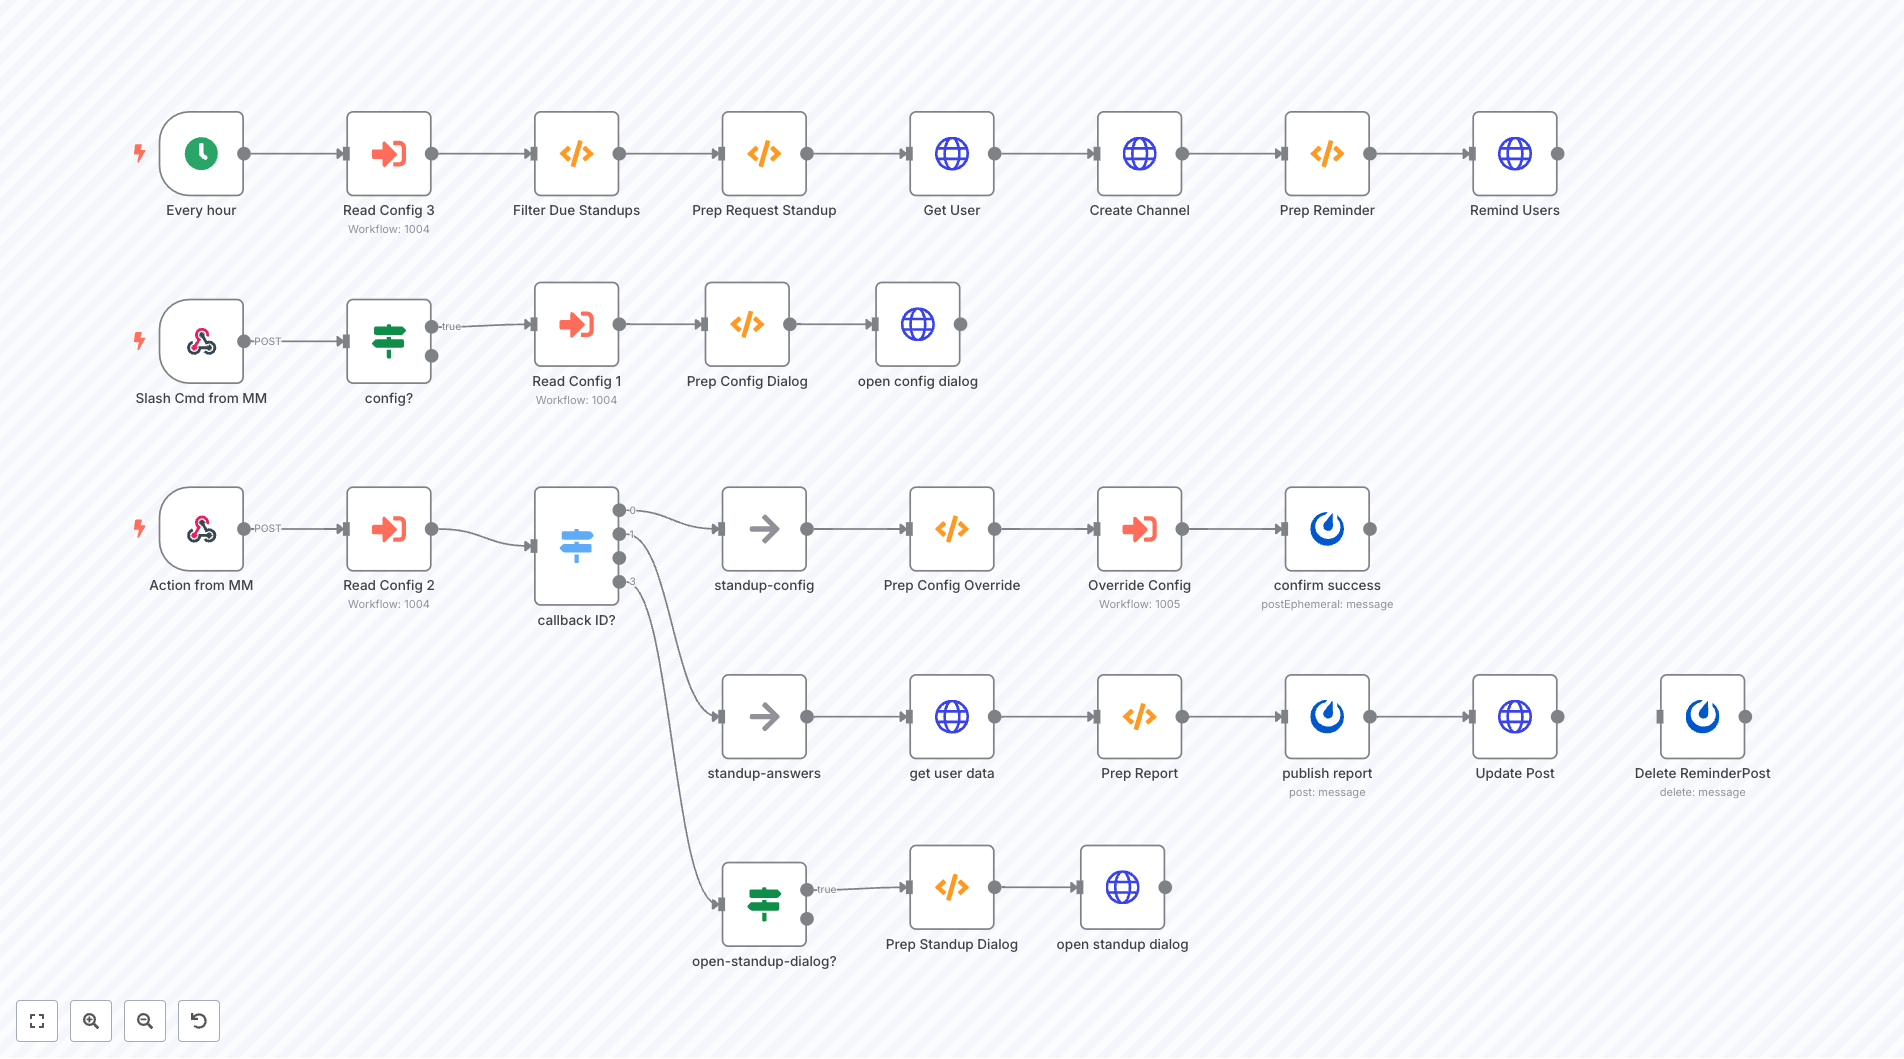 Every hour
Read Config 3
Workflow: 1004
Filter Due Standups
Prep Request Standup
Get User
Create Channel
Prep Reminder
Remind Users
POST
Slash Cmd from MM
true
config?
Read Config 1
Workflow: 1004
Prep Config Dialog
open config dialog
POST
Action from MM
Read Config 2
Workflow: 1004
0
1
3
callback ID?
standup-config
Prep Config Override
Override Config
Workflow: 1005
confirm success
postEphemeral: message
standup-answers
get user data
Prep Report
publish report
post: message
Update Post
Delete ReminderPost
delete: message
true
open-standup-dialog?
Prep Standup Dialog
open standup dialog